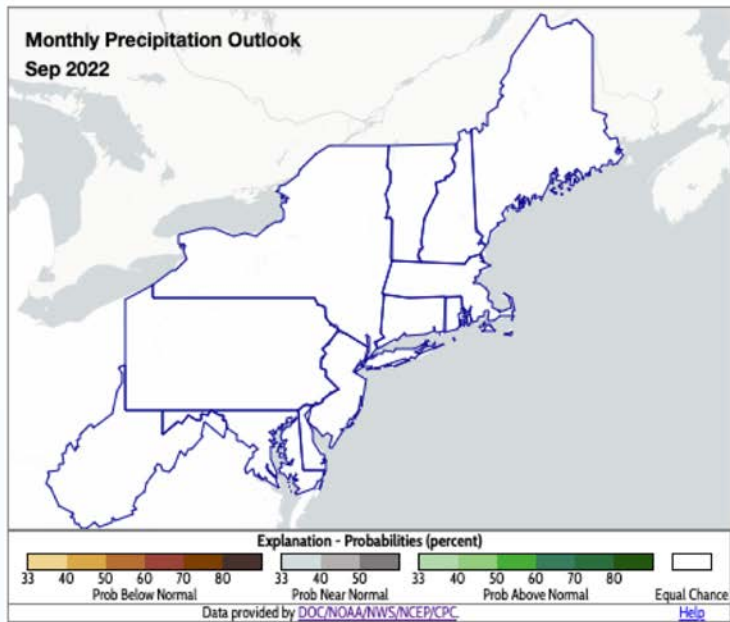 Monthly Precipitation Outlook
Sep 2022
Explanation - Probabilities (percent)
33 40 50 60 70 80 33 40 50 33 40 50 60 70 80
Prob Below Normal Prob Near Normal Prob Above Normal Equal Chance
Data provided by DOC/NOAA/NWS/NCEP/CPC. Help